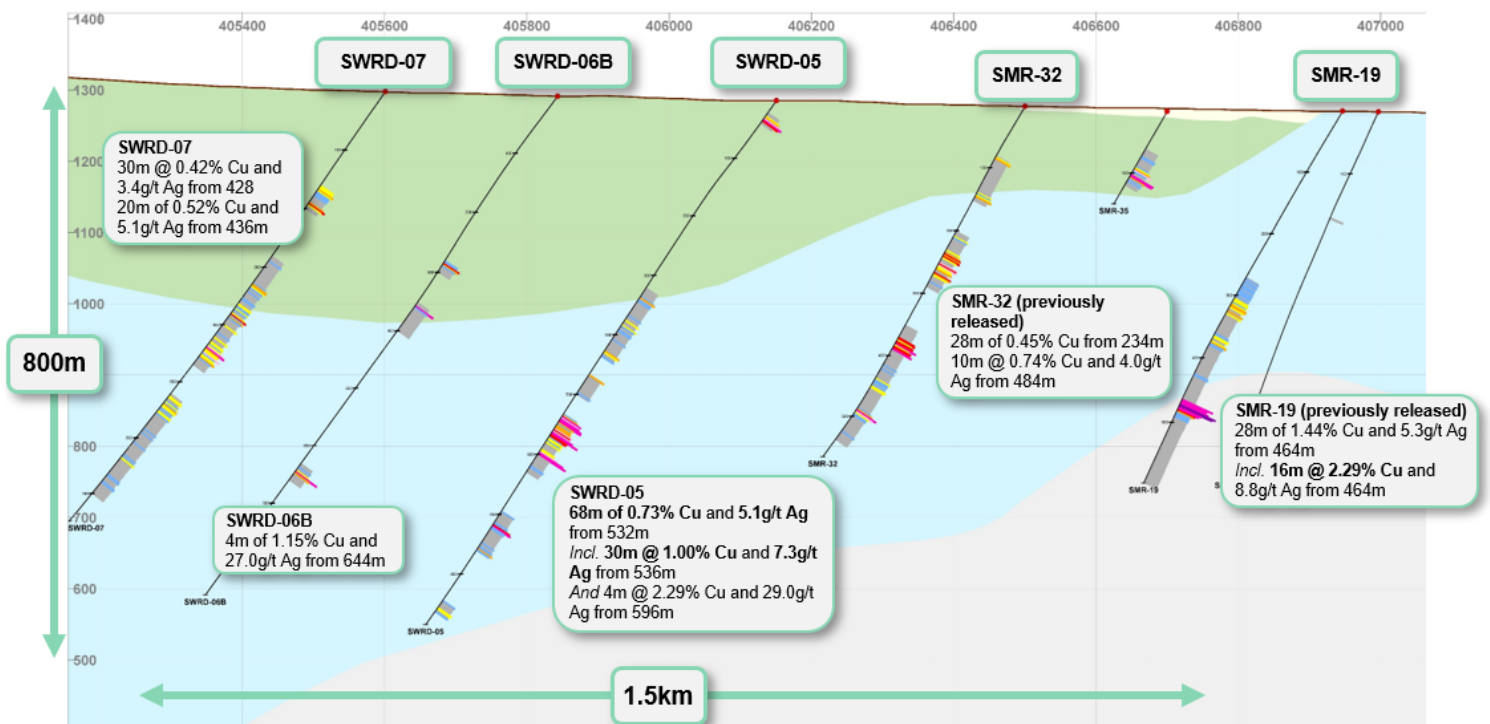 1400
405400
405600
405800
406000
406200
406400
406600
406800
407000
SWRD-07
SWRD-06B
SWRD-05
SMR-32
SMR-19
1300
SWRD-07
30m @ 0.42% Cu and
3.4g/t Ag from 428
20m of 0.52% Cu and
5.1g/t Ag from 436m
1200
1100
1000
SMR-35
800m
SMR-32 (previously
released)
28m of 0.45% Cu from 234m
10m @ 0.74% Cu and 4.0g/t
Ag from 484m
SMR-19 (previously released)
28m of 1.44% Cu and 5.3g/t Ag
from 464m
Incl. 16m @ 2.29% Cu and
8.8g/t Ag from 464m
800
SMR-32
SMR-19
SWRD-05
68m of 0.73% Cu and 5.1g/t Ag
from 532m
Incl. 30m @ 1.00% Cu and 7.3g/t
Ag from 536m
And 4m @ 2.29% Cu and 29.0g/t
Ag from 596m
700
SWRD-07
SWRD-06B
4m of 1.15% Cu and
27.0g/t Ag from 644m
600
SWRD-06B
SWRD-05
500
1.5km